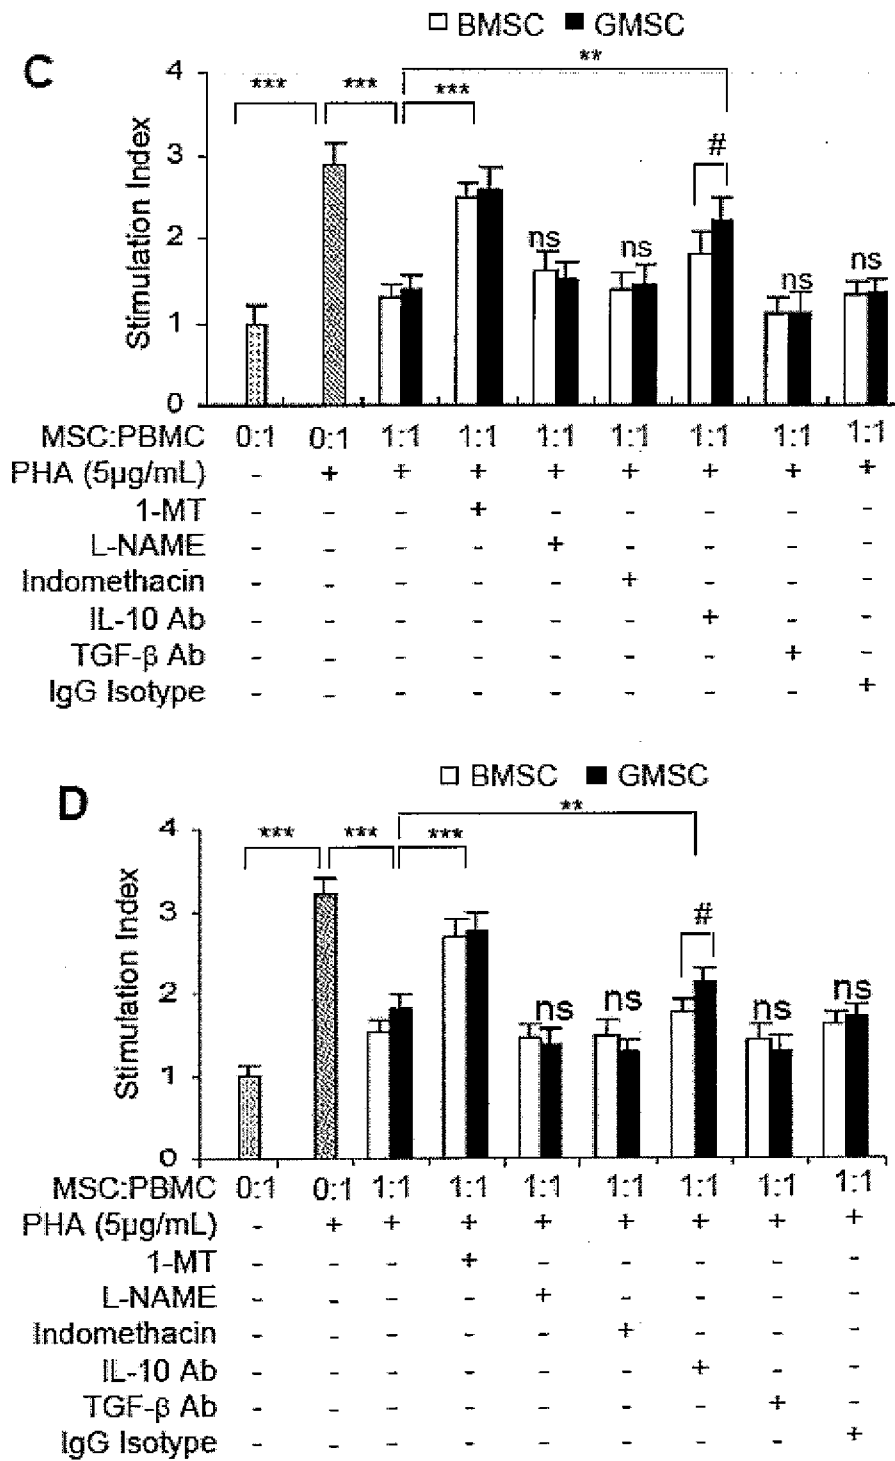 □ BMSC ■ GMSC
C
**
4
*** *** ***
#
3
Stimulation Index
2
ns ns ns ns
1
0
MSC:PBMC 0:1 0:1 1:1 1:1 1:1 1:1 1:1 1:1 1:1
PHA (5µg/mL) - + + + + + + + +
1-MT - - - + - - - - -
L-NAME - - - - + - - - -
Indomethacin - - - - - + - - -
IL-10 Ab - - - - - - + - -
TGF-β Ab - - - - - - - + -
IgG Isotype - - - - - - - - +
□ BMSC ■ GMSC
D
**
4
*** *** ***
#
3
Stimulation Index
2
ns ns ns ns
1
0
MSC:PBMC 0:1 0:1 1:1 1:1 1:1 1:1 1:1 1:1 1:1
PHA (5µg/mL) - + + + + + + + +
1-MT - - - + - - - - -
L-NAME - - - - + - - - -
Indomethacin - - - - - + - - -
IL-10 Ab - - - - - - + - -
TGF-β Ab - - - - - - - + -
IgG Isotype - - - - - - - - +